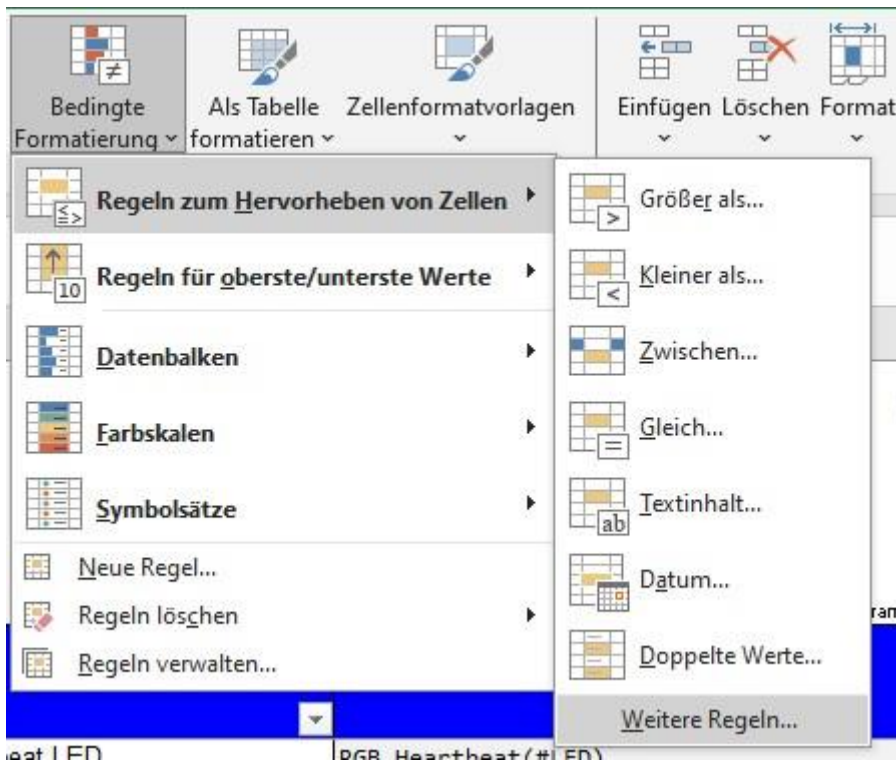 Bedingte
Formatierung
Als Tabelle
formatieren
Zellenformatvorlagen
Einfügen
Löschen
Format
Regeln zum Hervorheben von Zellen
Regeln für oberste/unterste Werte
10
Datenbalken
Farbskalen
Symbolsätze
Neue Regel...
Regeln löschen
Regeln verwalten...
Größer als...
Kleiner als...
Zwischen...
Gleich...
Textinhalt...
ab
Datum...
Doppelte Werte...
Weitere Regeln...
eat LED
RGB_Heartbeat(#LED)